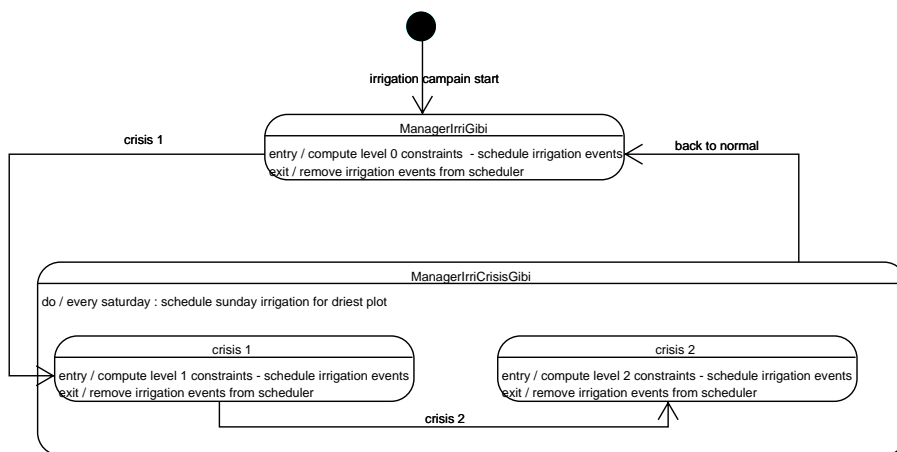 irrigation campain start
ManagerIrriGibi
crisis 1
entry / compute level 0 constraints - schedule irrigation events
back to normal
exit / remove irrigation events from scheduler
ManagerIrriCrisisGibi
do / every saturday : schedule sunday irrigation for driest plot
crisis 1
crisis 2
entry / compute level 1 constraints - schedule irrigation events
entry / compute level 2 constraints - schedule irrigation events
exit / remove irrigation events from scheduler
exit / remove irrigation events from scheduler
crisis 2